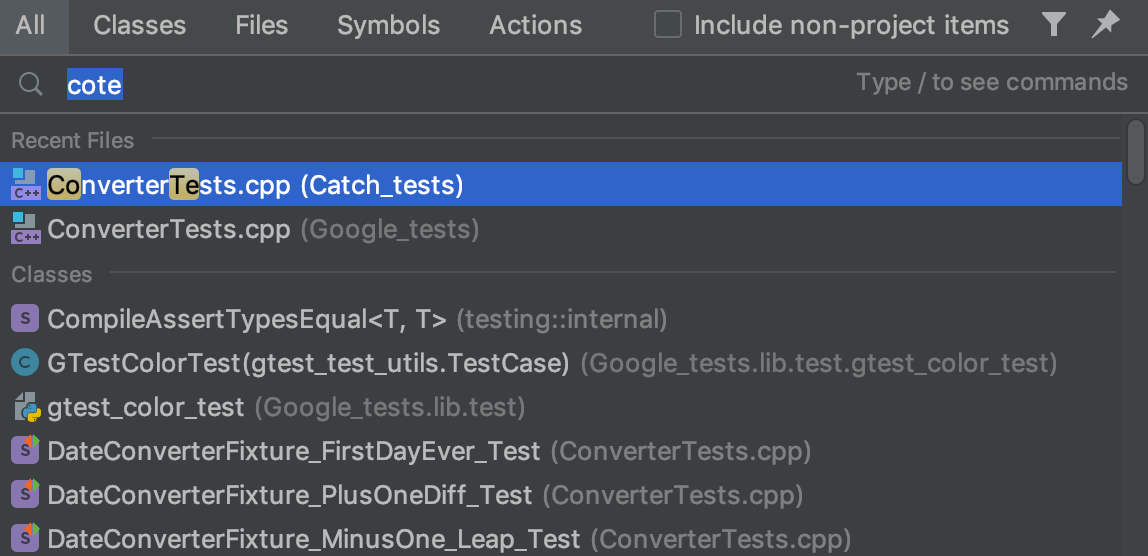 All Classes Files Symbols Actions Include non-project items
cote Type / to see commands
Recent Files
C++ ConverterTests.cpp (Catch_tests)
C++ ConverterTests.cpp (Google_tests)
Classes
S CompileAssertTypesEqual<T, T> (testing::internal)
C GTestColorTest(gtest_test_utils.TestCase) (Google_tests.lib.test.gtest_color_test)
gtest_color_test (Google_tests.lib.test)
S DateConverterFixture_FirstDayEver_Test (ConverterTests.cpp)
S DateConverterFixture_PlusOneDiff_Test (ConverterTests.cpp)
S DateConverterFixture_MinusOne_Leap_Test (ConverterTests.cpp)